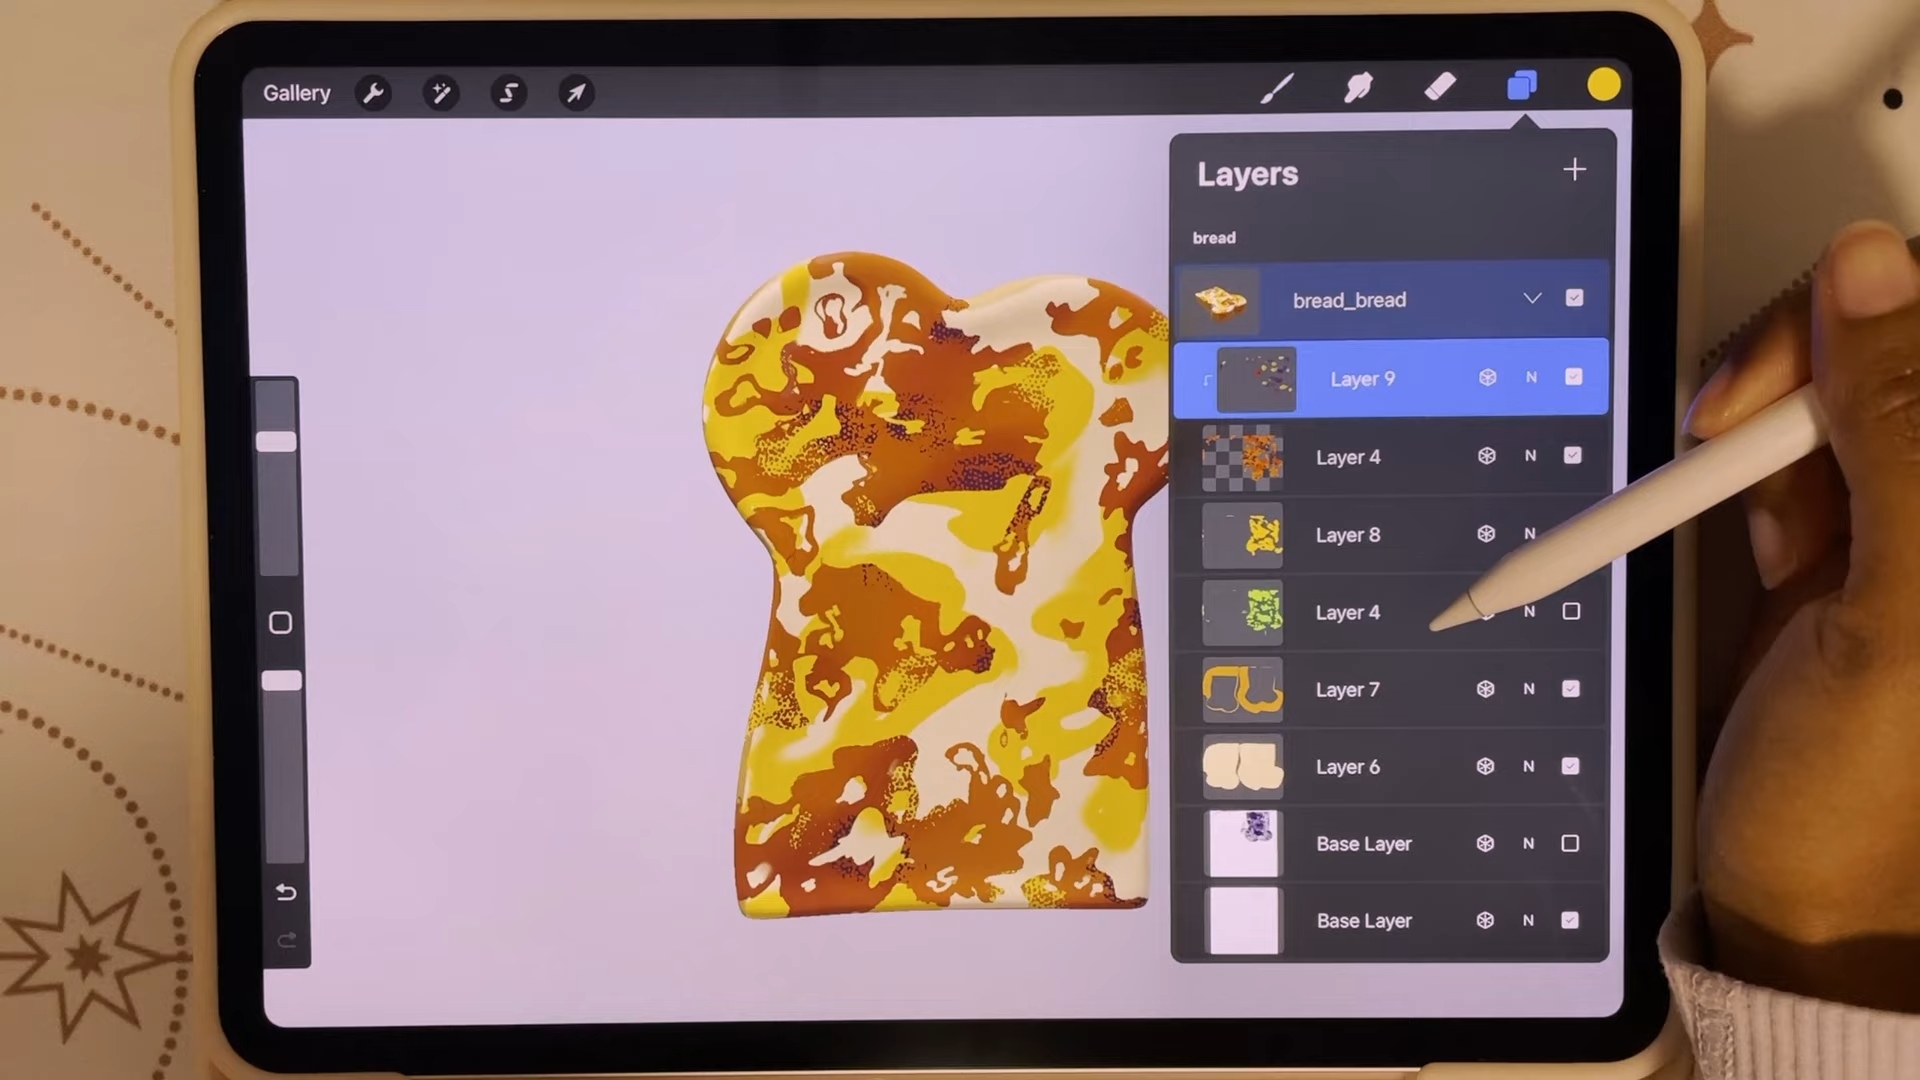 Gallery
Layers
bread
bread_bread
Layer 9 N
Layer 4 N
Layer 8 N
Layer 4 N
Layer 7 N
Layer 6 N
Base Layer N
Base Layer N